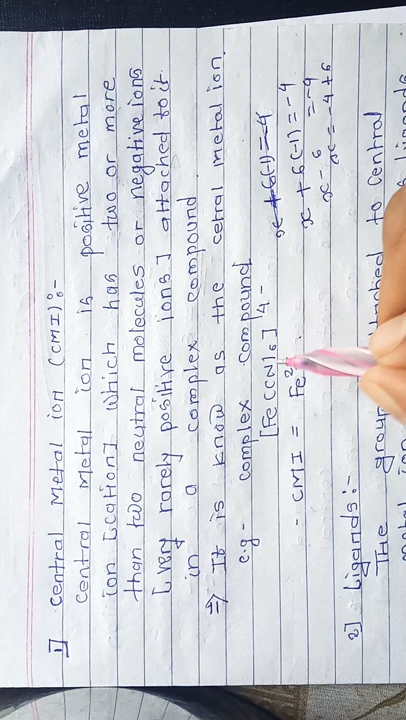 1] Central Metal ion (CMI):-
Central metal ion is positive metal
ion [cation] which has two or more
than two neutral molecules or negative ions
[very rarely positive ions] attached to it
in a complex compound
⇒ It is know as the cetral metal ion.
e.g- complex compound
[Fe(CN)6]4-
x + 6(-1) = -4
CMI = Fe2
x + 6(-1) = -4
x - 6 = -4
x = -4+6
2] Ligands:-
The group attached to central
metal ion